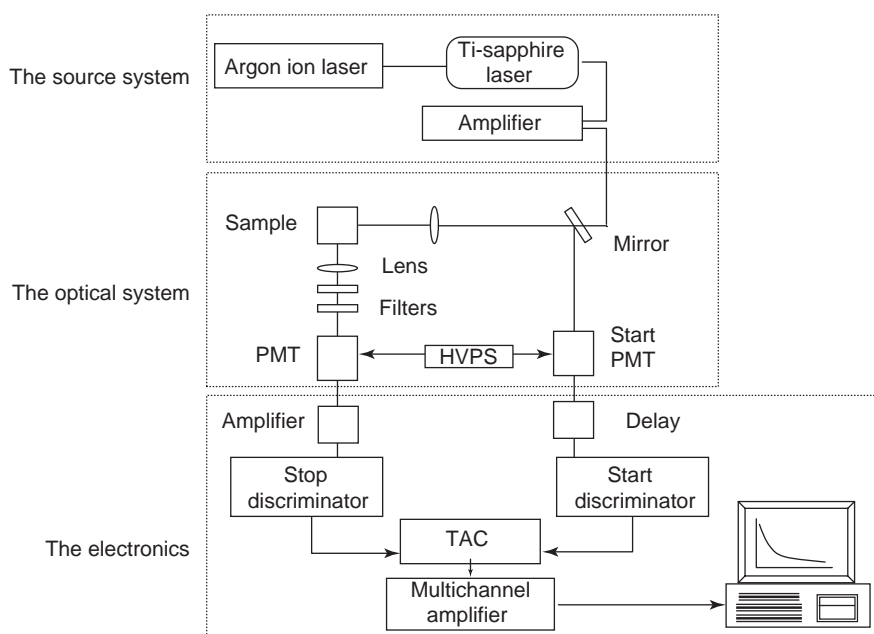 The source system
Argon ion laser
Ti-sapphire
laser
Amplifier
The optical system
Sample
Mirror
Lens
Filters
PMT
HVPS
Start
PMT
The electronics
Amplifier
Delay
Stop
discriminator
Start
discriminator
TAC
Multichannel
amplifier